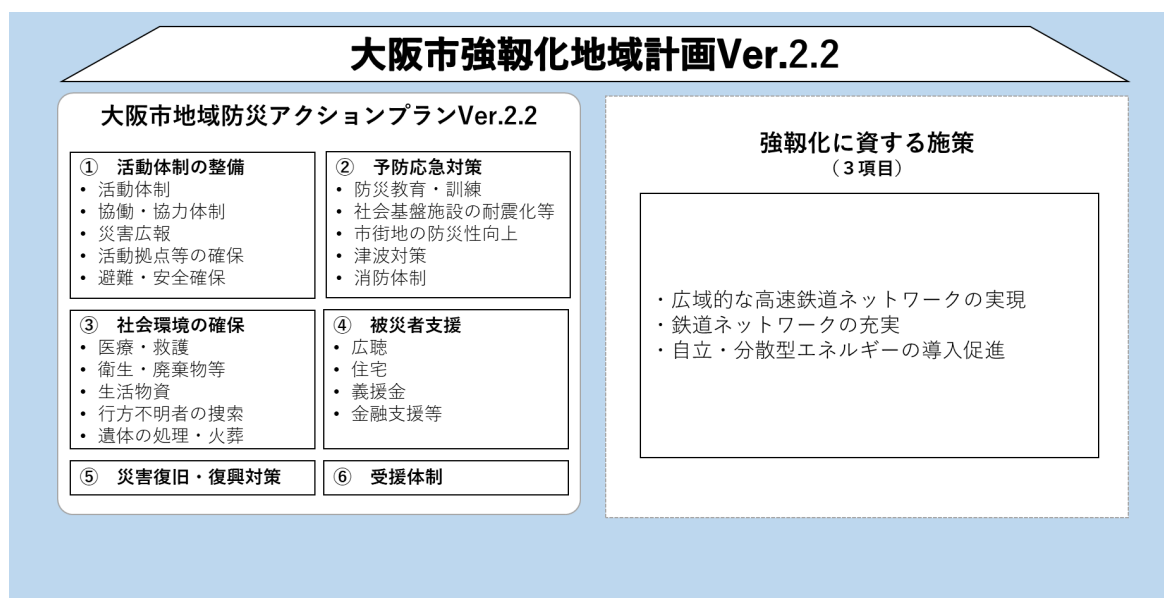 大阪市強靱化地域計画Ver.2.2
大阪市地域防災アクションプランVer.2.2
① 活動体制の整備
• 活動体制
• 協働・協力体制
• 災害広報
• 活動拠点等の確保
• 避難・安全確保
② 予防応急対策
• 防災教育・訓練
• 社会基盤施設の耐震化等
• 市街地の防災性向上
• 津波対策
• 消防体制
③ 社会環境の確保
• 医療・救護
• 衛生・廃棄物等
• 生活物資
• 行方不明者の捜索
• 遺体の処理・火葬
④ 被災者支援
• 広聴
• 住宅
• 義援金
• 金融支援等
⑤ 災害復旧・復興対策
⑥ 受援体制
強靱化に資する施策
（３項目）
・広域的な高速鉄道ネットワークの実現
・鉄道ネットワークの充実
・自立・分散型エネルギーの導入促進